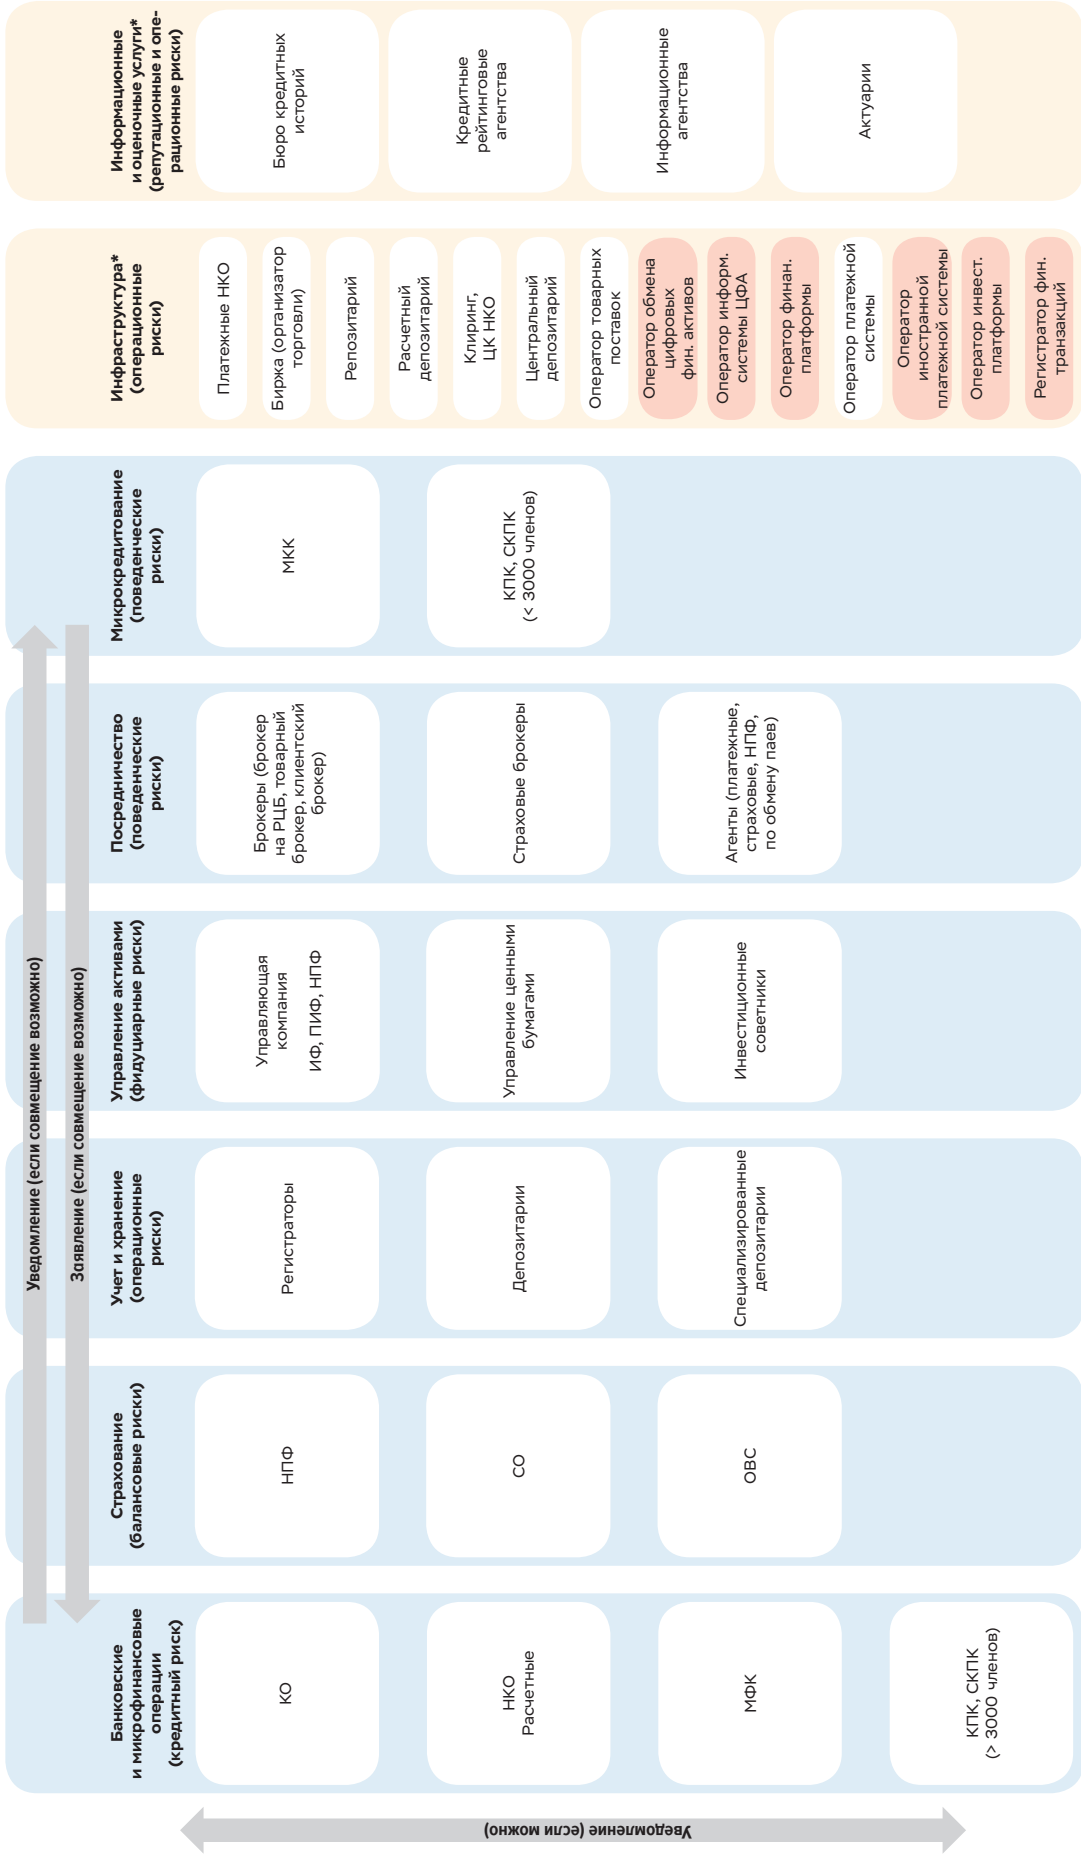 Уведомление (если совмещение возможно)
Заявление (если совмещение возможно)
Уведомление (если можно)
Банковские
и микрофинансовые
операции
(кредитный риск)
КО
НКО
Расчетные
МФК
КПК, СКПК
(> 3000 членов)
Страхование
(балансовые риски)
НПФ
СО
ОВС
Учет и хранение
(операционные
риски)
Регистраторы
Депозитарии
Специализированные
депозитарии
Управление активами
(фидуциарные риски)
Управляющая
компания
ИФ, ПИФ, НПФ
Управление ценными
бумагами
Инвестиционные
советники
Посредничество
(поведенческие
риски)
Брокеры (брокер
на РЦБ, товарный
брокер, клиентский
брокер)
Страховые брокеры
Агенты (платежные,
страховые, НПФ,
по обмену паев)
Микрокредитование
(поведенческие
риски)
МКК
КПК, СКПК
(< 3000 членов)
Инфраструктура*
(операционные
риски)
Платежные НКО
Биржа (организатор
торговли)
Репозитарий
Расчетный
депозитарий
Клиринг,
ЦК НКО
Центральный
депозитарий
Оператор товарных
поставок
Оператор обмена
цифровых
фин. активов
Оператор информ.
системы ЦФА
Оператор финан.
платформы
Оператор платежной
системы
Оператор
иностранной
платежной системы
Оператор инвест.
платформы
Регистратор фин.
транзакций
Информационные
и оценочные услуги*
(репутационные и опе-
рационные риски)
Бюро кредитных
историй
Кредитные
рейтинговые
агентства
Информационные
агентства
Актуарии